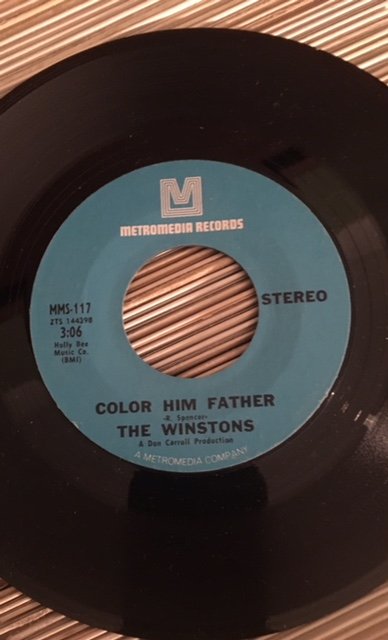 M
METROMEDIA RECORDS
STEREO
MMS-117
ZTS 144398
3:06
Holly Bee
Music Co.
(BMI)
COLOR HIM FATHER
-R. Spencer-
THE WINSTONS
A Don Carroll Production
A METROMEDIA COMPANY